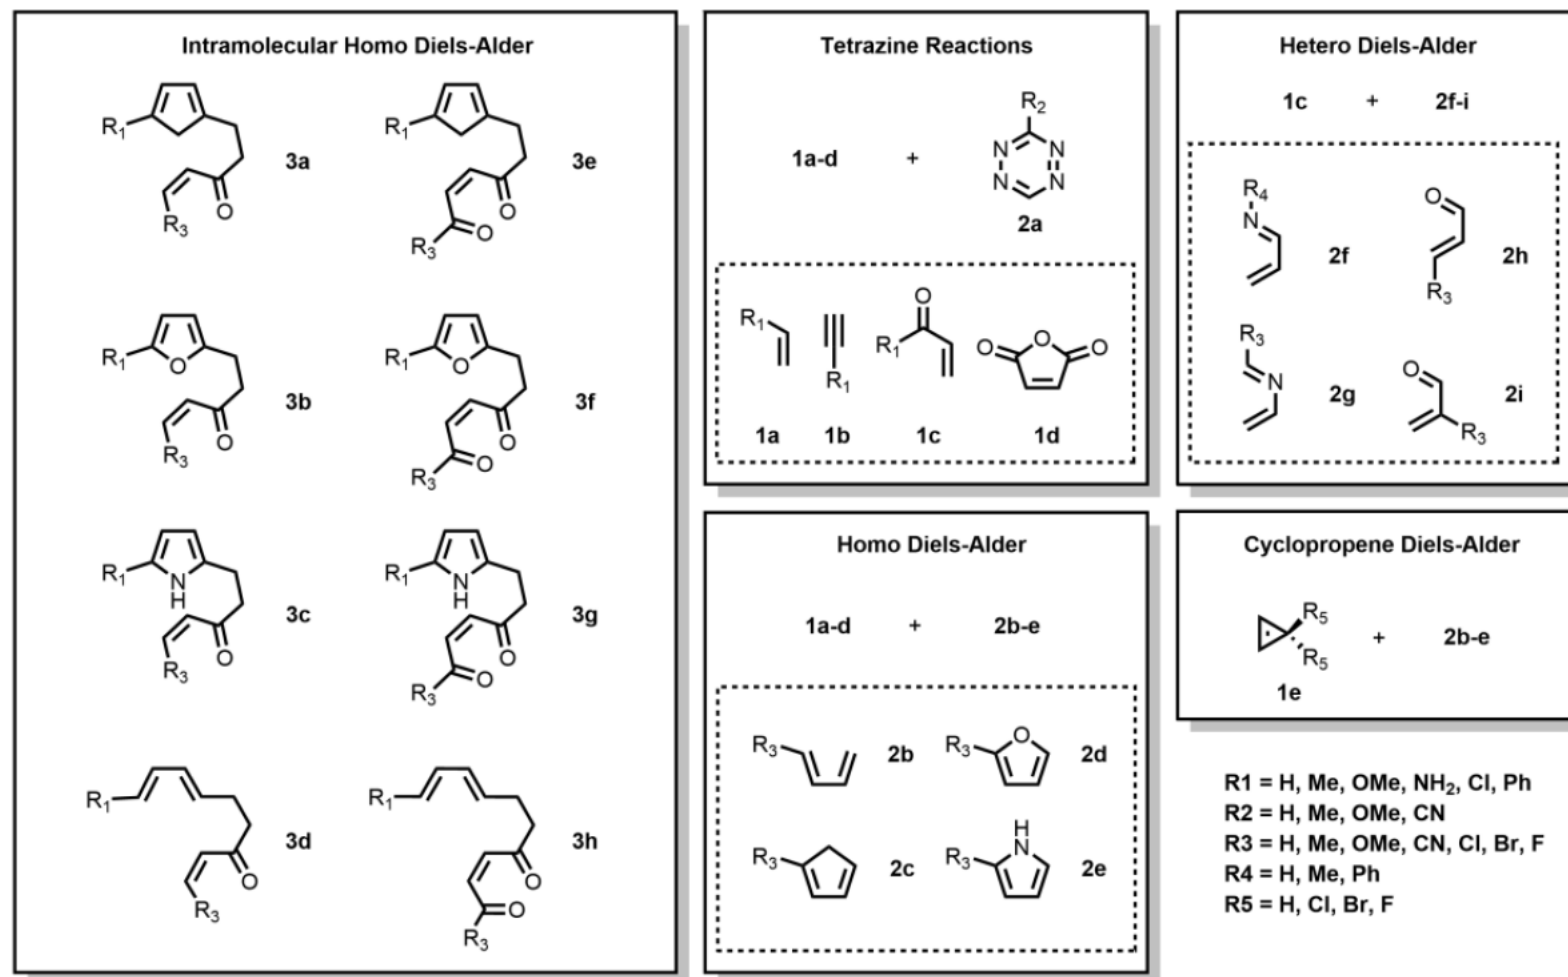 Intramolecular Homo Diels-Alder
R1
O
R3
3a
R1
O
R3
O
3e
R1
O
O
R3
3b
R1
O
O
R3
O
3f
R1
N
H
O
R3
3c
R1
N
H
O
R3
O
3g
R1
O
R3
3d
R1
O
O
R3
3h
Tetrazine Reactions
1a-d + 2a
R2
N N
N N
R1
R1
O
R1
O O O
1a 1b 1c 1d
Homo Diels-Alder
1a-d + 2b-e
R3
2b
R3
O
2d
R3
2c
H
N
R3
2e
Hetero Diels-Alder
1c + 2f-i
R4
N
2f
O
R3
2h
R3
N
2g
O
R3
2i
Cyclopropene Diels-Alder
R5
R5
1e
+ 2b-e
R1 = H, Me, OMe, NH2, Cl, Ph
R2 = H, Me, OMe, CN
R3 = H, Me, OMe, CN, Cl, Br, F
R4 = H, Me, Ph
R5 = H, Cl, Br, F